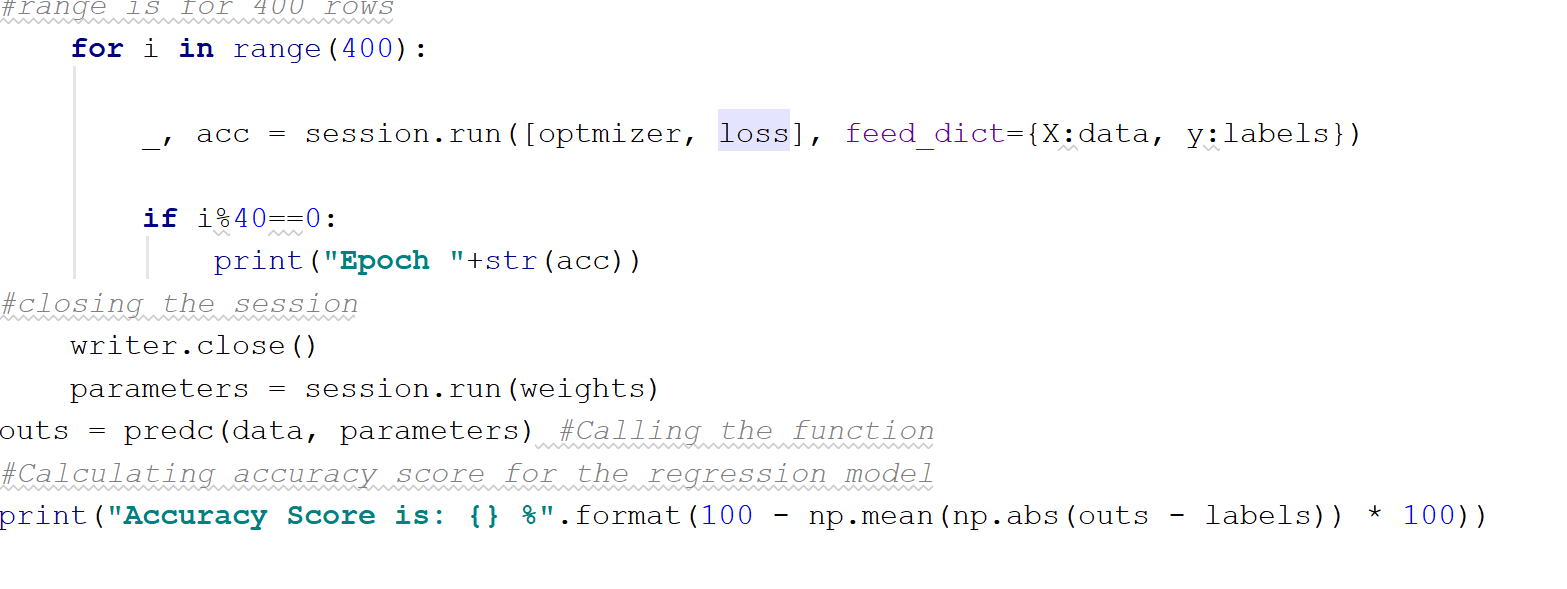 #range is for 400 rows
for i in range(400):
_, acc = session.run([optmizer, loss], feed_dict={X:data, y:labels})
if i%40==0:
print("Epoch "+str(acc))
#closing the session
writer.close()
parameters = session.run(weights)
outs = predc(data, parameters) #Calling the function
#Calculating accuracy score for the regression model
print("Accuracy Score is: {} %".format(100 - np.mean(np.abs(outs - labels)) * 100))